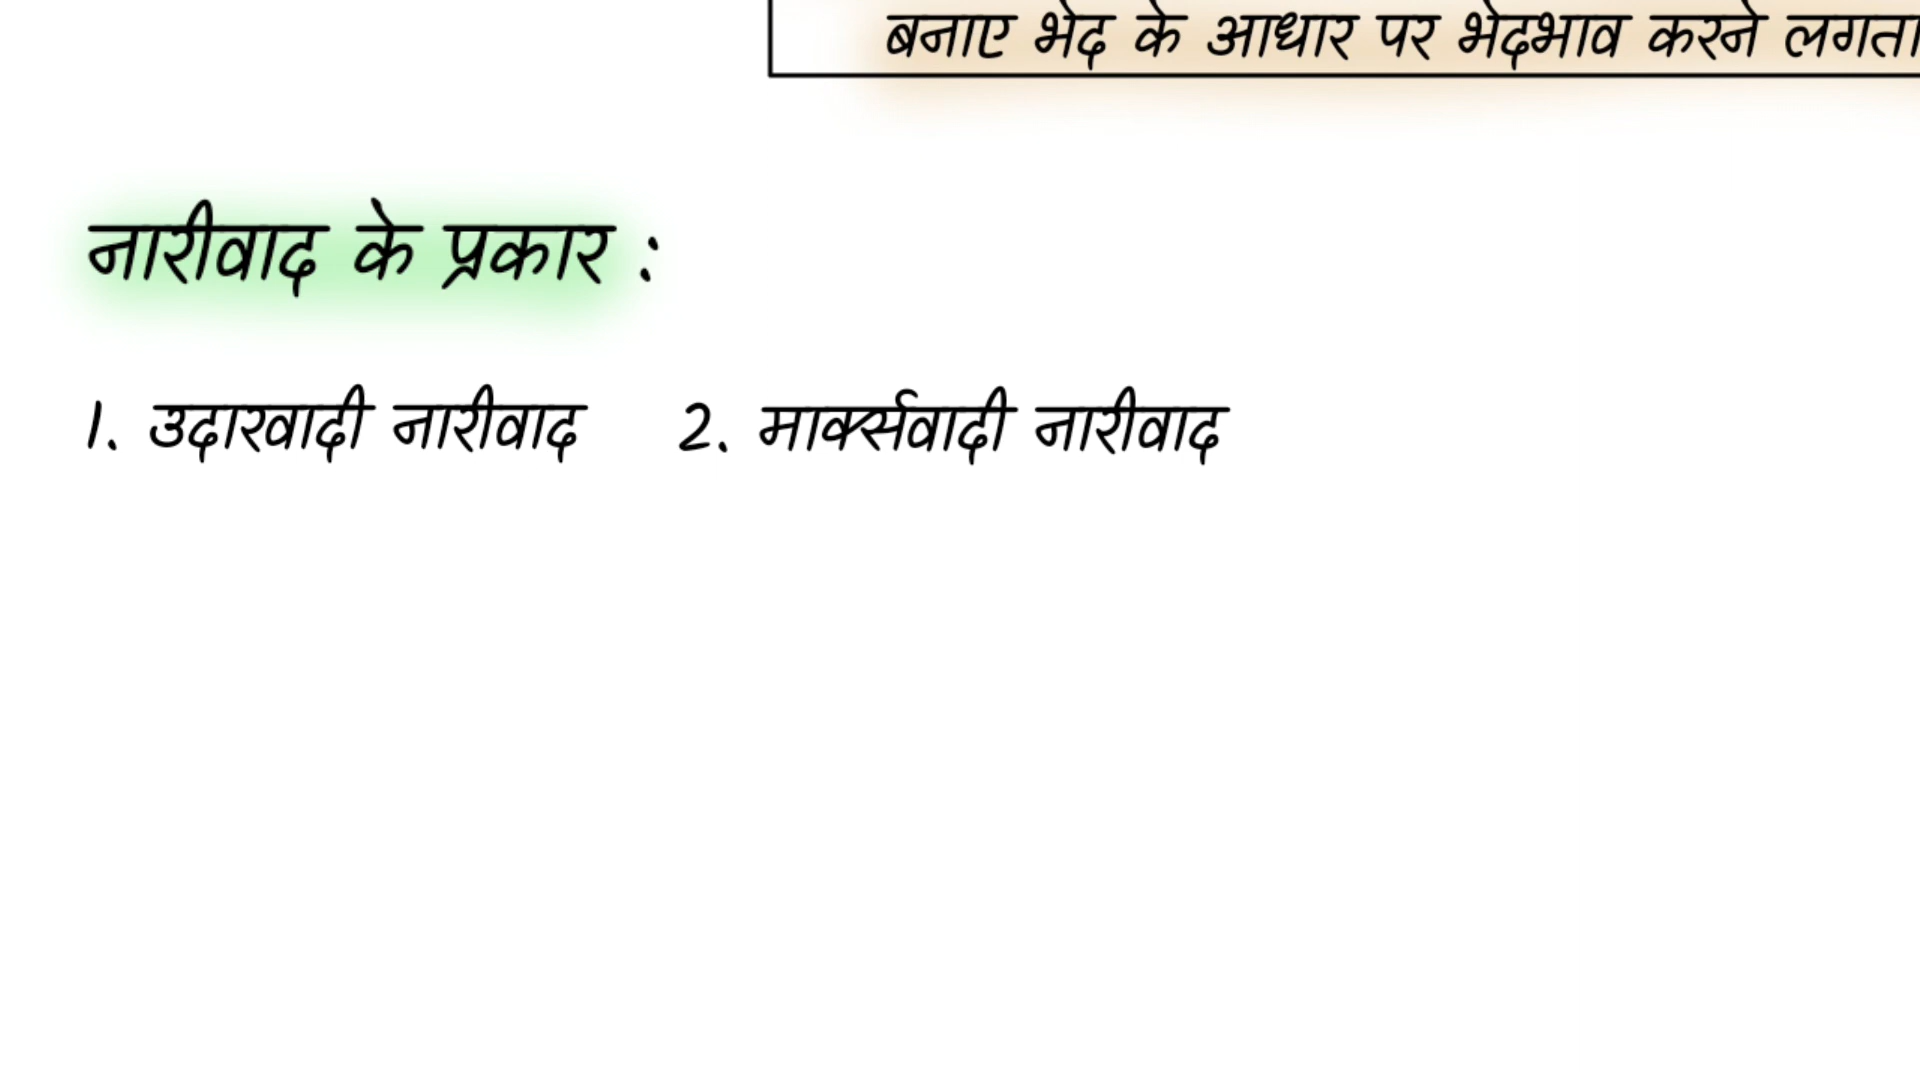 बनाए भेद के आधार पर भेदभाव करने लगता
नारीवाद के प्रकार :
1. उदारवादी नारीवाद 2. मार्क्सवादी नारीवाद